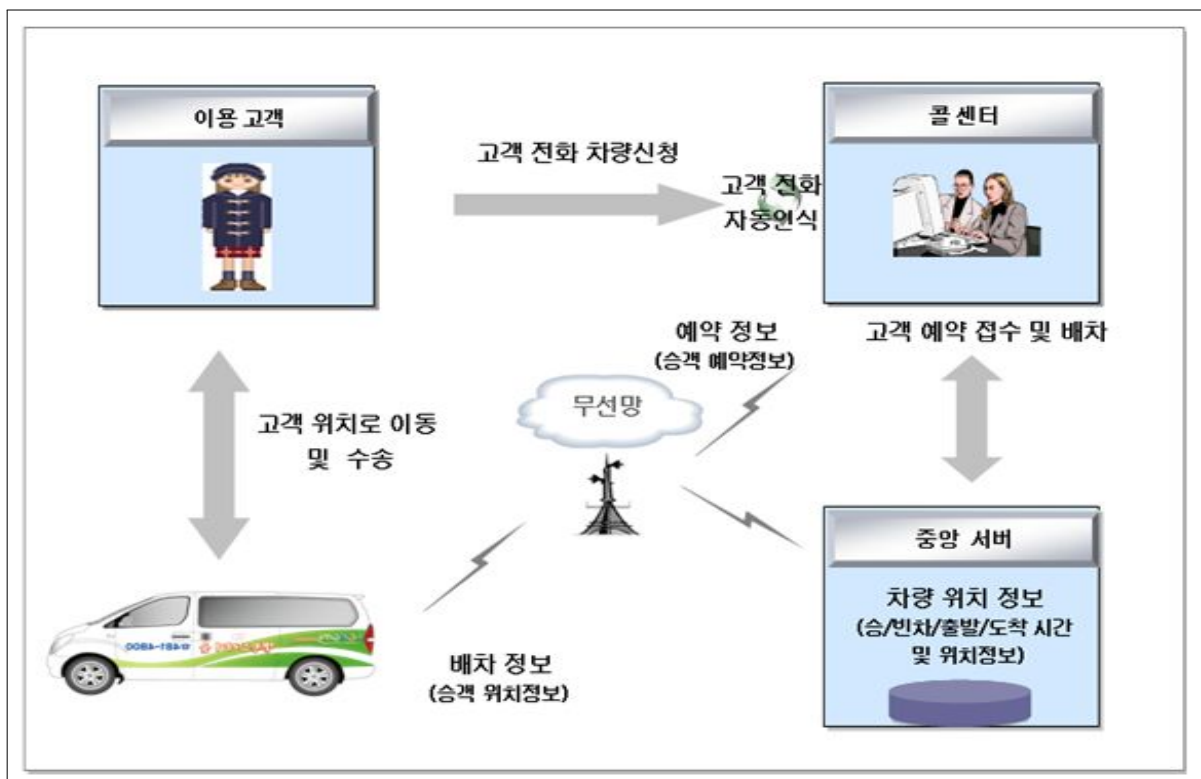 이용 고객
콜센터
고객 전화 차량신청
고객 전화
자동인식
예약 정보
(승객 예약정보)
고객 예약 접수 및 배차
무선망
고객 위치로 이동
및 수송
중앙 서버
차량 위치 정보
(승/빈차/출발/도착 시간
및 위치정보)
배차 정보
(승객 위치정보)